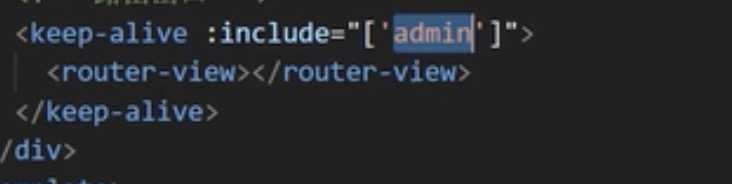 <keep-alive :include="['admin']">
<router-view></router-view>
</keep-alive>
/div>